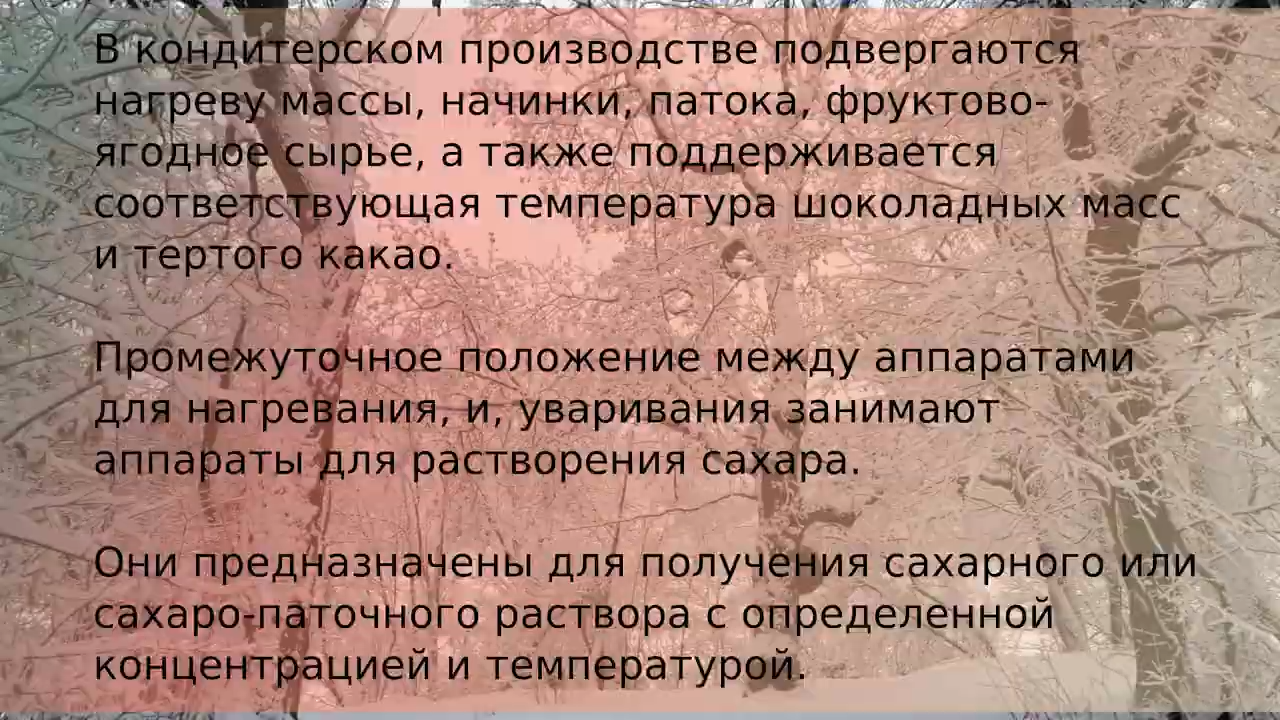 В кондитерском производстве подвергаются
нагреву массы, начинки, патока, фруктово-
ягодное сырье, а также поддерживается
соответствующая температура шоколадных масс
и тертого какао.
Промежуточное положение между аппаратами
для нагревания, и, уваривания занимают
аппараты для растворения сахара.
Они предназначены для получения сахарного или
сахаро-паточного раствора с определенной
концентрацией и температурой.